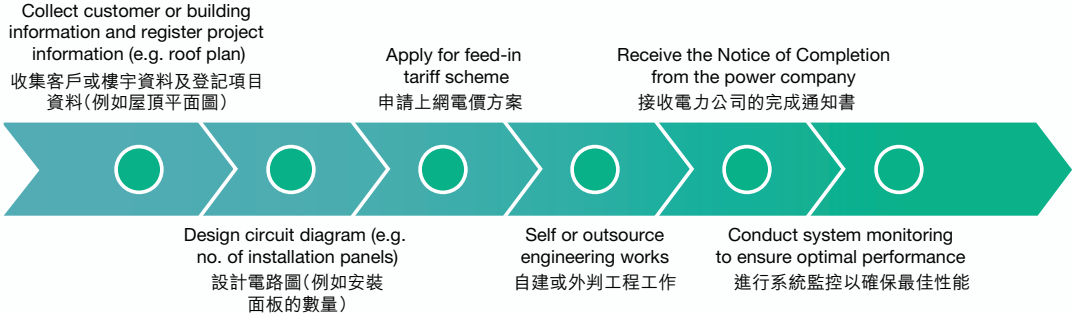 Collect customer or building
information and register project
information (e.g. roof plan)
收集客戶或樓宇資料及登記項目
資料（例如屋頂平面圖）
Design circuit diagram (e.g.
no. of installation panels)
設計電路圖（例如安裝
面板的數量）
Apply for feed-in
tariff scheme
申請上網電價方案
Self or outsource
engineering works
自建或外判工程工作
Receive the Notice of Completion
from the power company
接收電力公司的完成通知書
Conduct system monitoring
to ensure optimal performance
進行系統監控以確保最佳性能